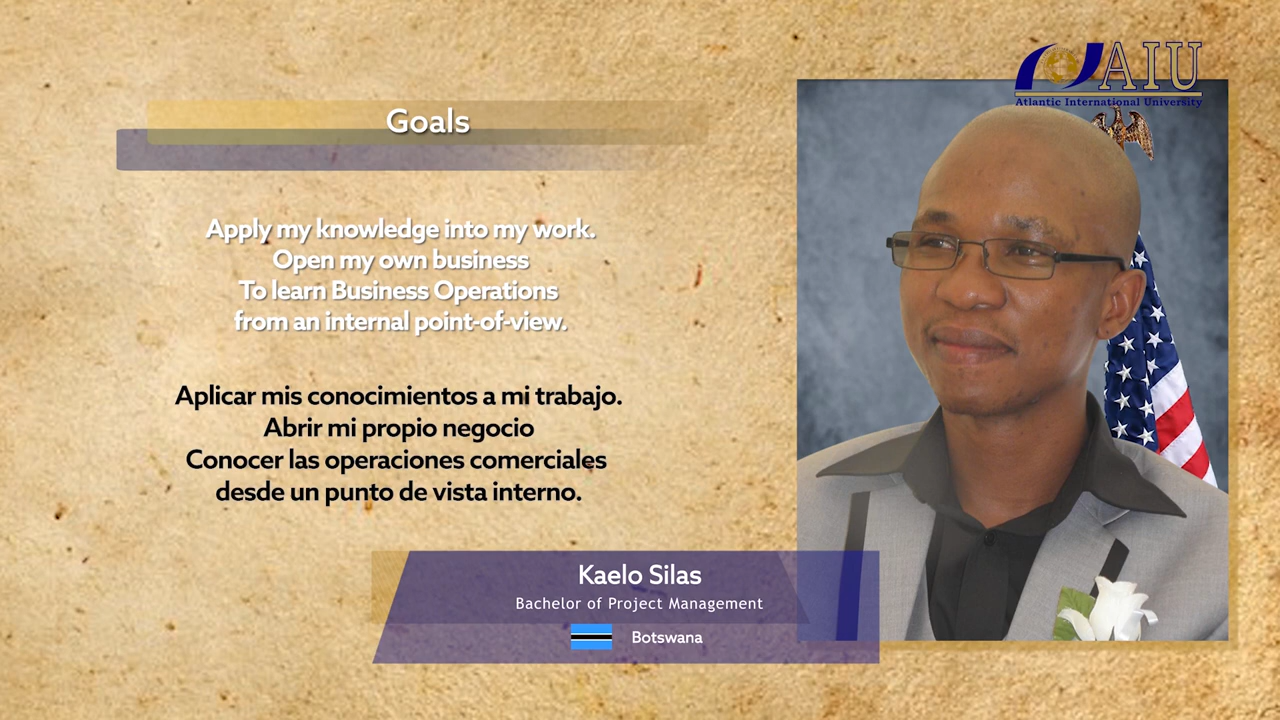 AIU
Atlantic International University
Goals
Apply my knowledge into my work.
Open my own business
To learn Business Operations
from an internal point-of-view.
Aplicar mis conocimientos a mi trabajo.
Abrir mi propio negocio
Conocer las operaciones comerciales
desde un punto de vista interno.
Kaelo Silas
Bachelor of Project Management
Botswana